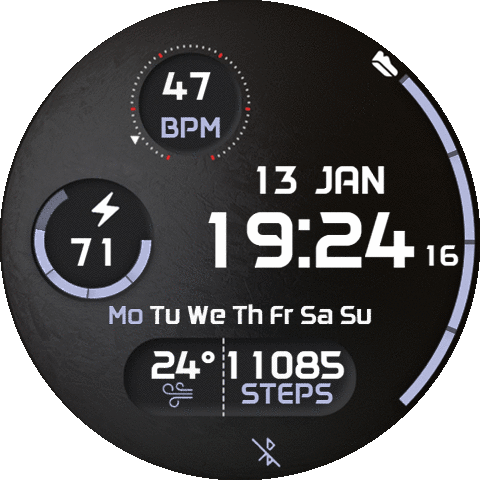 47
BPM
13 JAN
71
19:24 16
Mo Tu We Th Fr Sa Su
24° 11085
STEPS